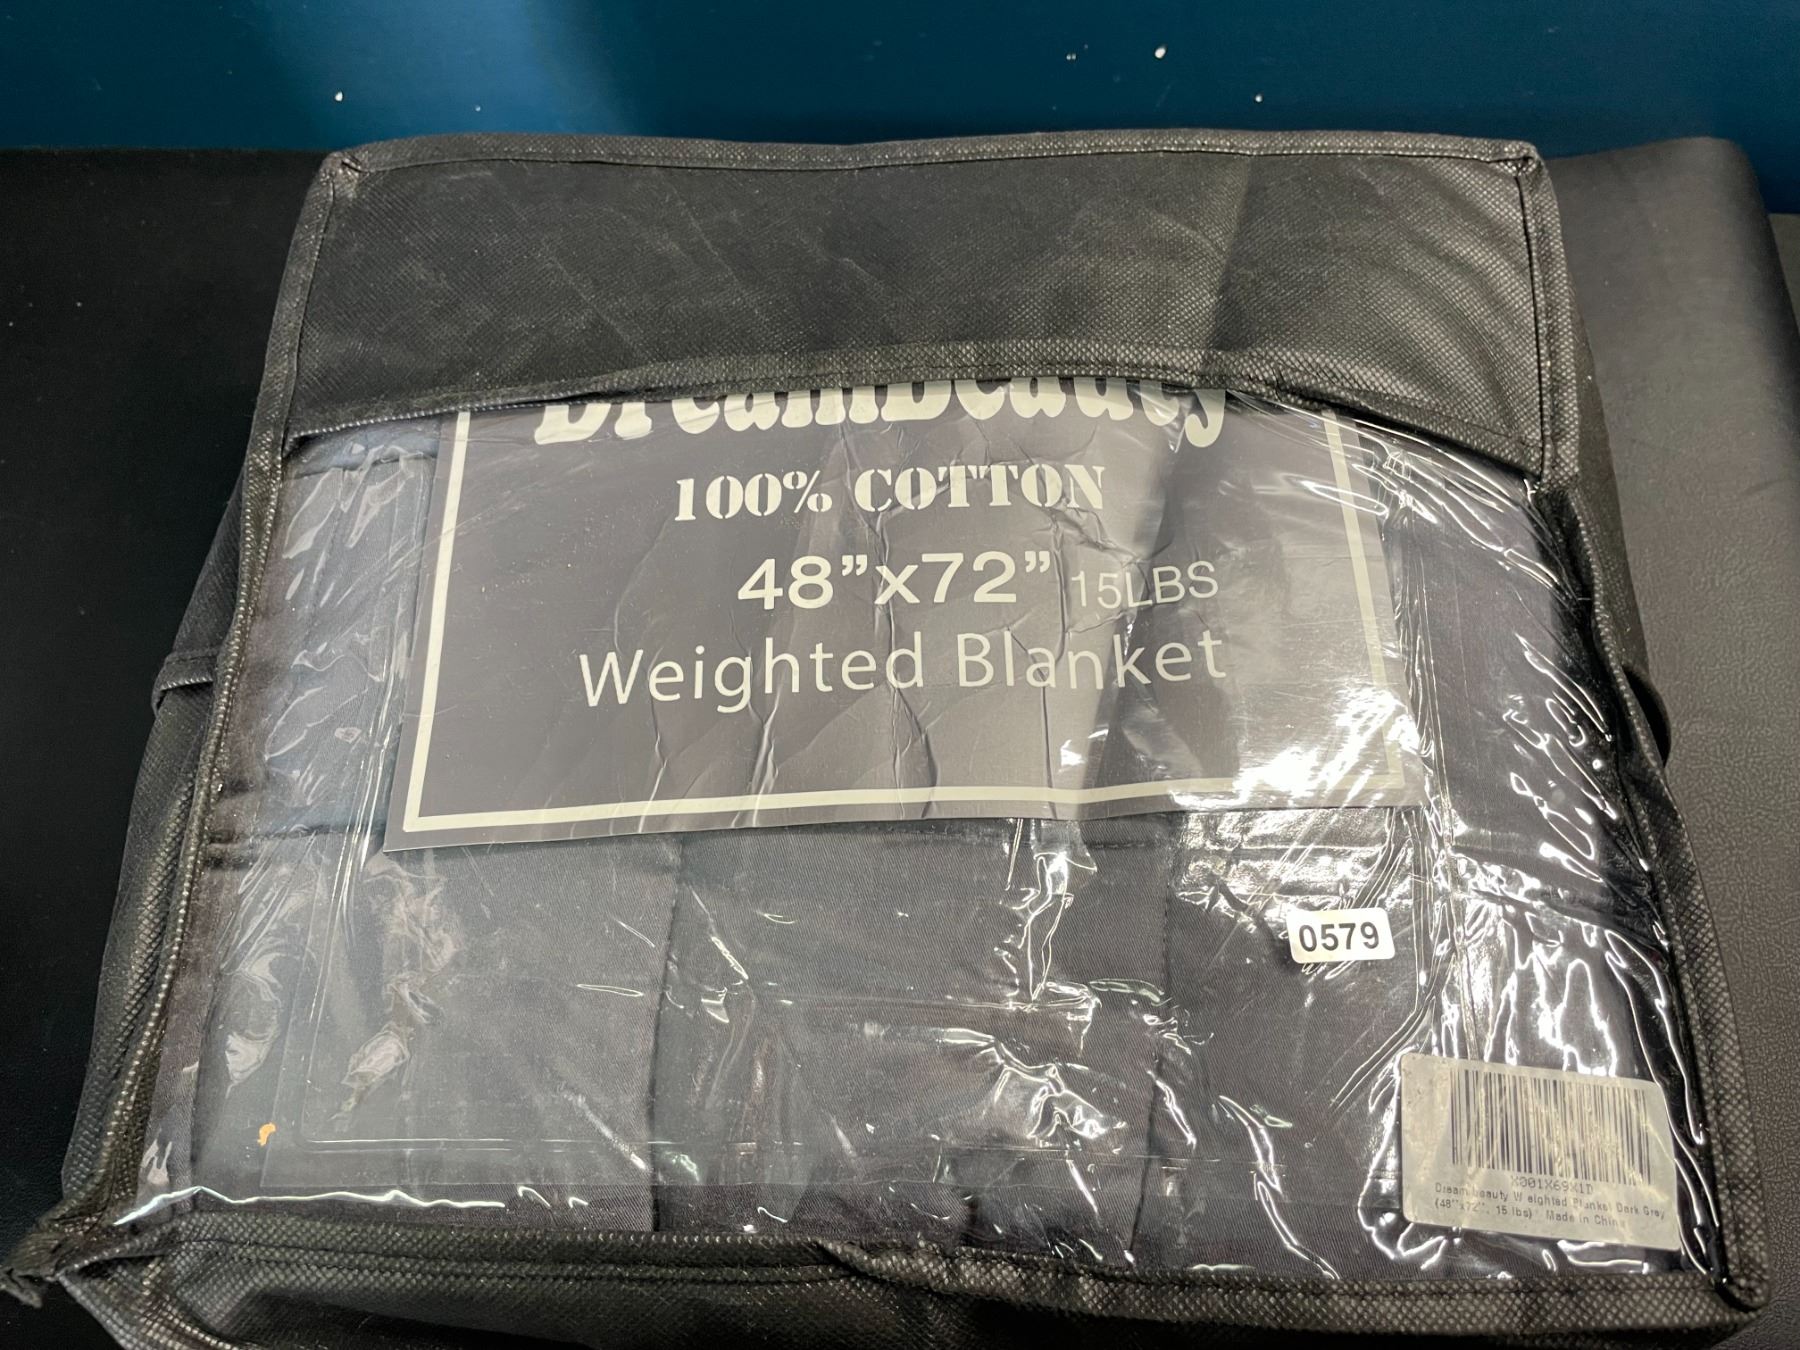 DreamBeauty
100% COTTON
48”x72” 15LBS
Weighted Blanket
0579
X001X69X1D
Dream beauty Weighted Blanket Dark Grey
(48"x72", 15 lbs) Made in China